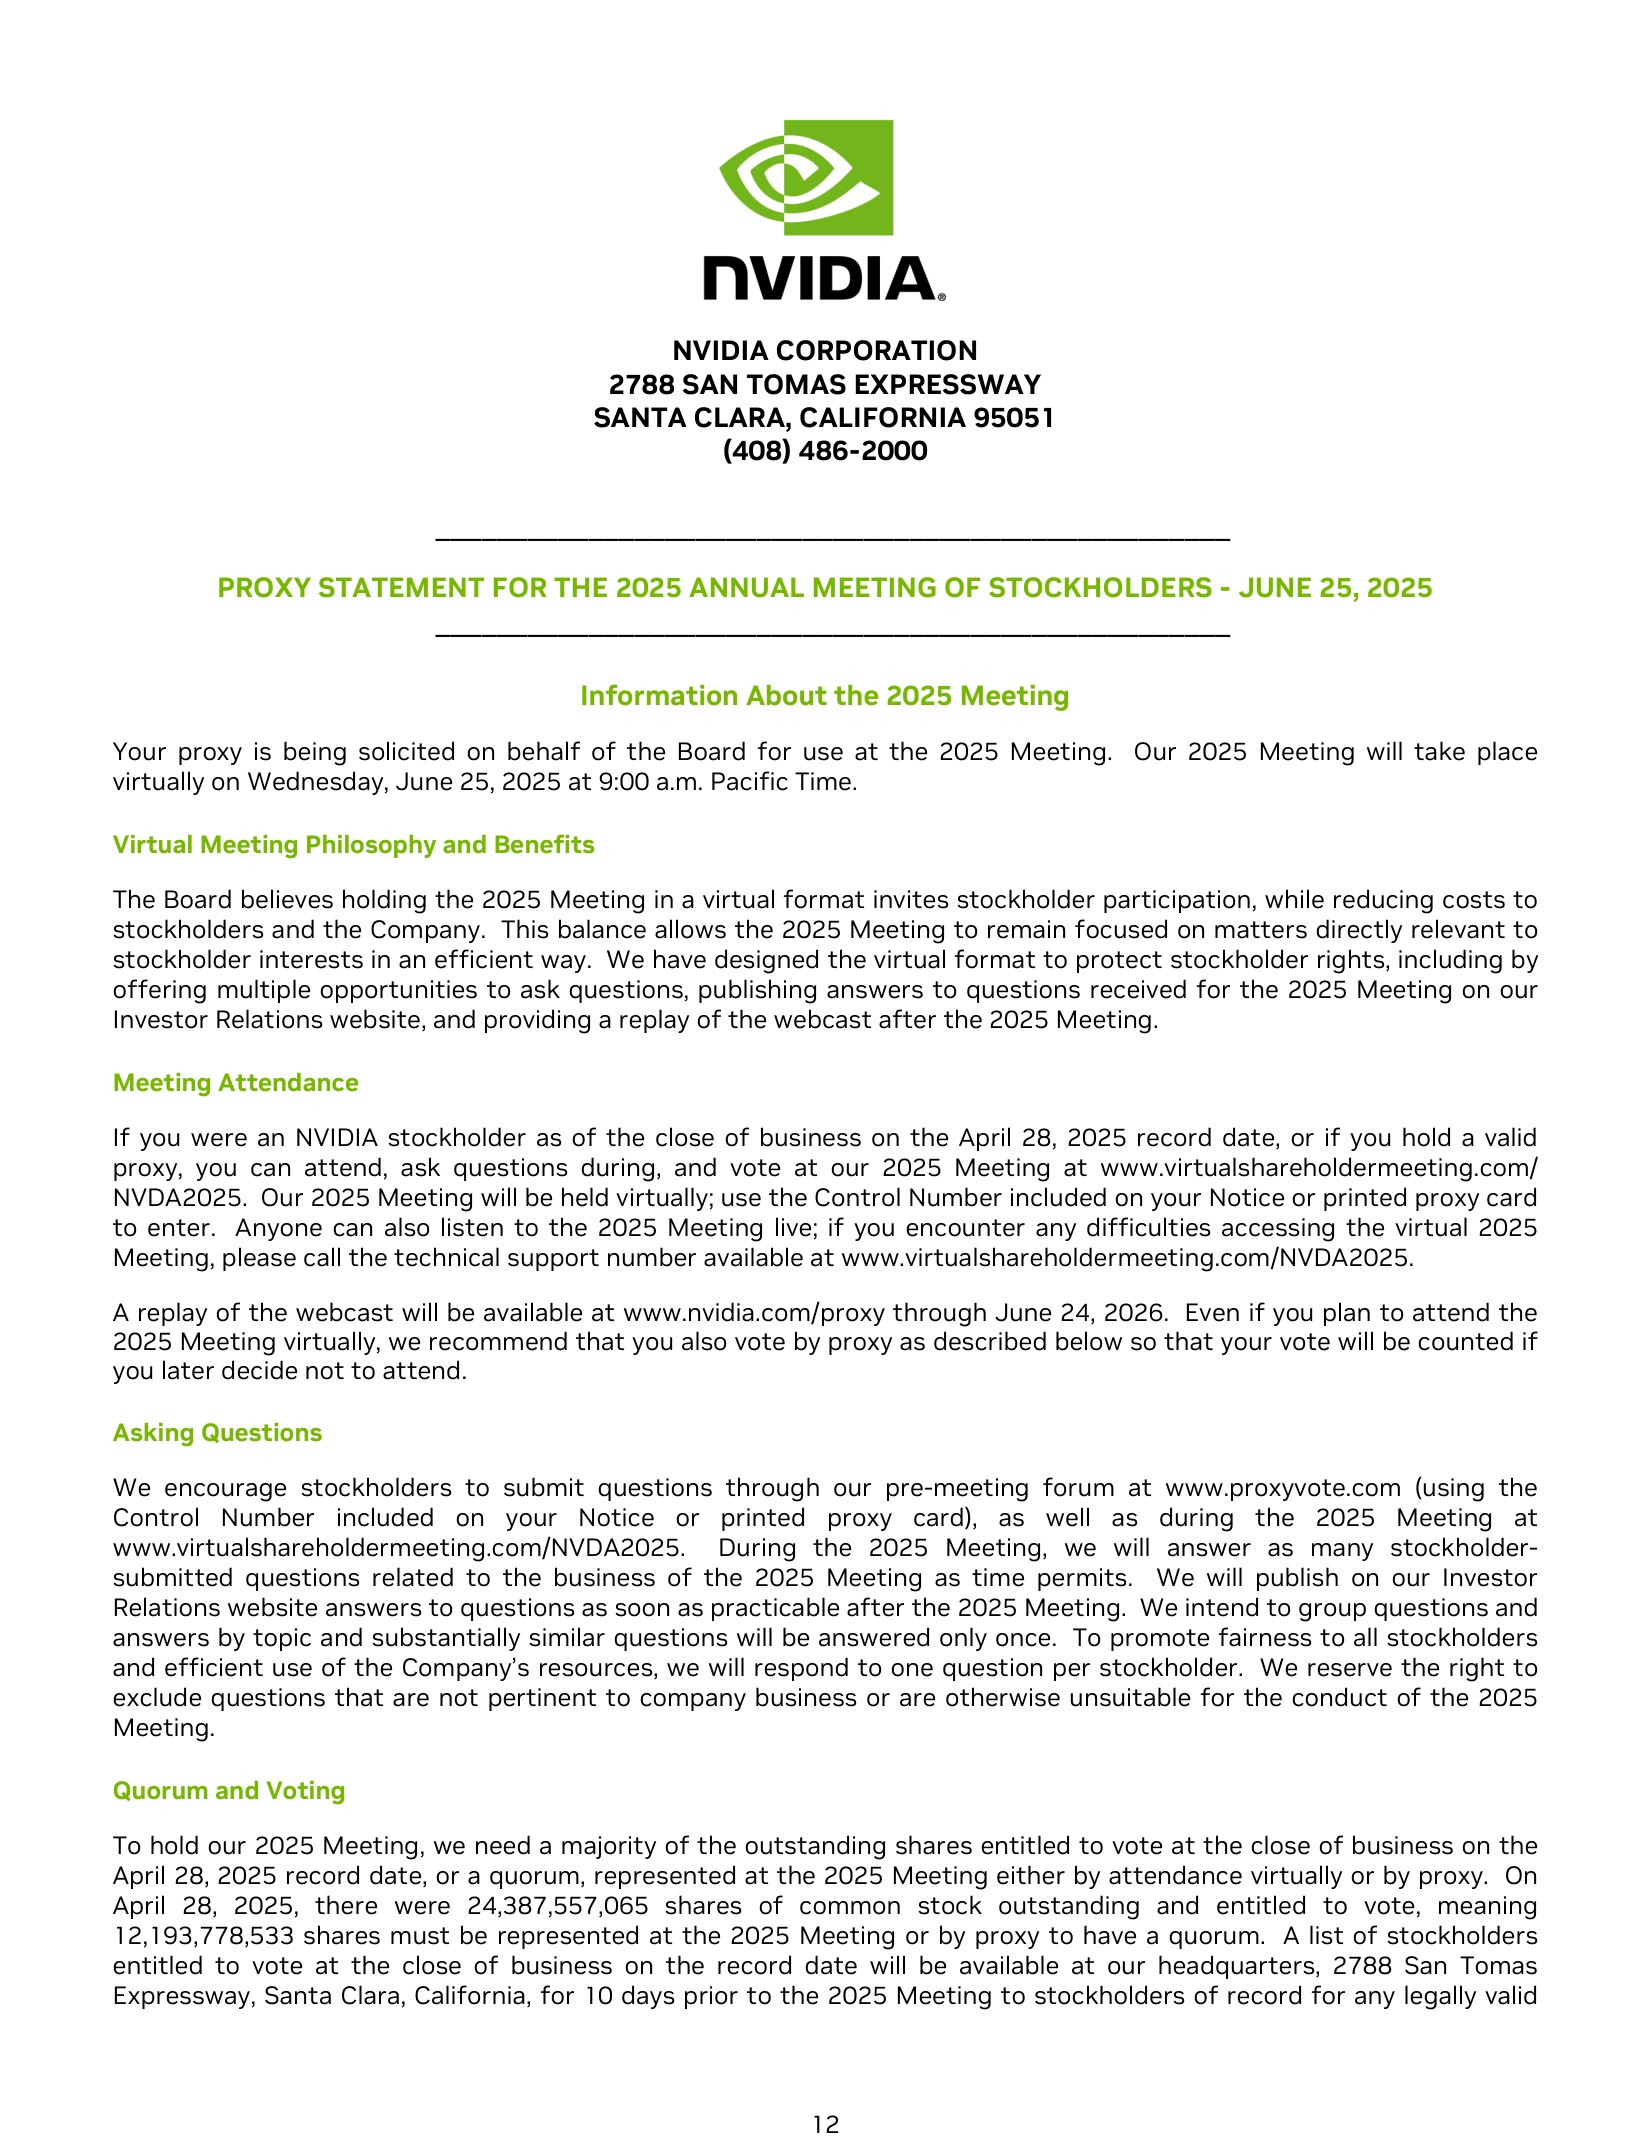 NVIDIA®
NVIDIA CORPORATION
2788 SAN TOMAS EXPRESSWAY
SANTA CLARA, CALIFORNIA 95051
(408) 486-2000
PROXY STATEMENT FOR THE 2025 ANNUAL MEETING OF STOCKHOLDERS - JUNE 25, 2025
Information About the 2025 Meeting
Your proxy is being solicited on behalf of the Board for use at the 2025 Meeting. Our 2025 Meeting will take place
virtually on Wednesday, June 25, 2025 at 9:00 a.m. Pacific Time.
Virtual Meeting Philosophy and Benefits
The Board believes holding the 2025 Meeting in a virtual format invites stockholder participation, while reducing costs to
stockholders and the Company. This balance allows the 2025 Meeting to remain focused on matters directly relevant to
stockholder interests in an efficient way. We have designed the virtual format to protect stockholder rights, including by
offering multiple opportunities to ask questions, publishing answers to questions received for the 2025 Meeting on our
Investor Relations website, and providing a replay of the webcast after the 2025 Meeting.
Meeting Attendance
If you were an NVIDIA stockholder as of the close of business on the April 28, 2025 record date, or if you hold a valid
proxy, you can attend, ask questions during, and vote at our 2025 Meeting at www.virtualshareholdermeeting.com/
NVDA2025. Our 2025 Meeting will be held virtually; use the Control Number included on your Notice or printed proxy card
to enter. Anyone can also listen to the 2025 Meeting live; if you encounter any difficulties accessing the virtual 2025
Meeting, please call the technical support number available at www.virtualshareholdermeeting.com/NVDA2025.
A replay of the webcast will be available at www.nvidia.com/proxy through June 24, 2026. Even if you plan to attend the
2025 Meeting virtually, we recommend that you also vote by proxy as described below so that your vote will be counted if
you later decide not to attend.
Asking Questions
We encourage stockholders to submit questions through our pre-meeting forum at www.proxyvote.com (using the
Control Number included on your Notice or printed proxy card), as well as during the 2025 Meeting at
www.virtualshareholdermeeting.com/NVDA2025. During the 2025 Meeting, we will answer as many stockholder-
submitted questions related to the business of the 2025 Meeting as time permits. We will publish on our Investor
Relations website answers to questions as soon as practicable after the 2025 Meeting. We intend to group questions and
answers by topic and substantially similar questions will be answered only once. To promote fairness to all stockholders
and efficient use of the Company’s resources, we will respond to one question per stockholder. We reserve the right to
exclude questions that are not pertinent to company business or are otherwise unsuitable for the conduct of the 2025
Meeting.
Quorum and Voting
To hold our 2025 Meeting, we need a majority of the outstanding shares entitled to vote at the close of business on the
April 28, 2025 record date, or a quorum, represented at the 2025 Meeting either by attendance virtually or by proxy. On
April 28, 2025, there were 24,387,557,065 shares of common stock outstanding and entitled to vote, meaning
12,193,778,533 shares must be represented at the 2025 Meeting or by proxy to have a quorum. A list of stockholders
entitled to vote at the close of business on the record date will be available at our headquarters, 2788 San Tomas
Expressway, Santa Clara, California, for 10 days prior to the 2025 Meeting to stockholders of record for any legally valid
12